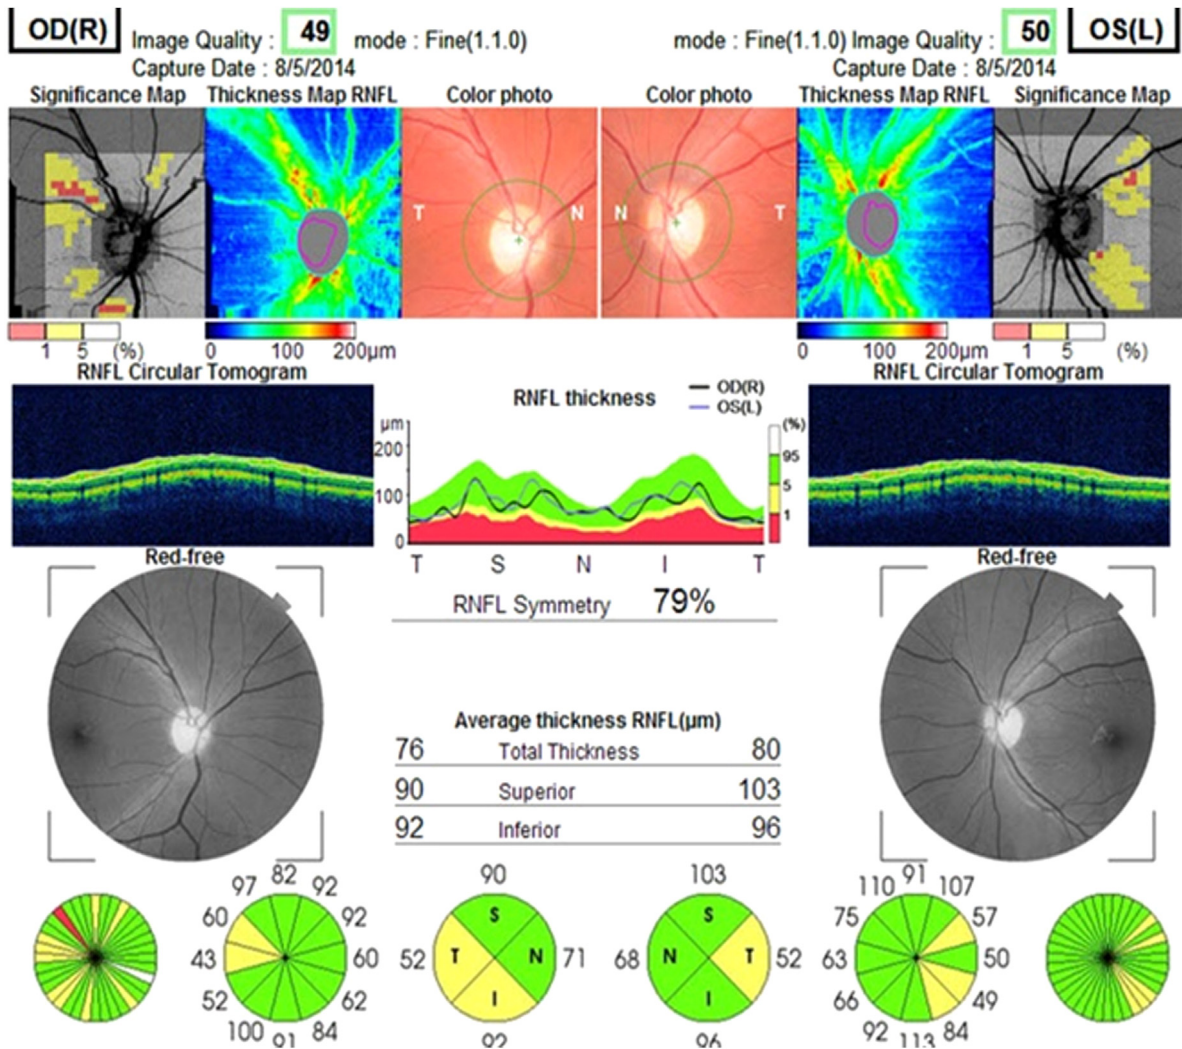 OD(R) Image Quality : 49 mode : Fine(1.1.0) mode : Fine(1.1.0) Image Quality : 50 OS(L)
Capture Date : 8/5/2014 Capture Date : 8/5/2014
Significance Map Thickness Map RNFL Color photo Color photo Thickness Map RNFL Significance Map
T N N T
1 5 (%) 0 100 200µm 0 100 200µm 1 5 (%)
RNFL Circular Tomogram RNFL Circular Tomogram
RNFL thickness
OD(R)
OS(L)
µm (%)
200
95
100 5
1
0
T S N I T
Red-free Red-free
RNFL Symmetry 79%
Average thickness RNFL(µm)
76 Total Thickness 80
90 Superior 103
92 Inferior 96
82 90 103 91
97 92 110 107
60 92 S S 75 57
43 60 52 T N 71 68 N T 52 63 50
52 62 I I 66 49
100 91 84 92 96 92 113 84